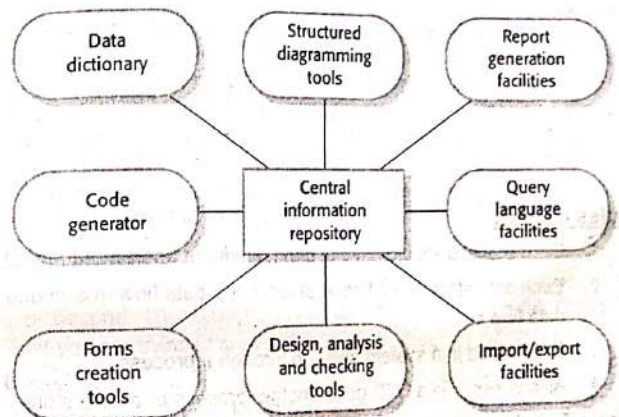 Data
dictionary
Structured
diagramming
tools
Report
generation
facilities
Code
generator
Central
information
repository
Query
language
facilities
Forms
creation
tools
Design, analysis
and checking
tools
Import/export
facilities